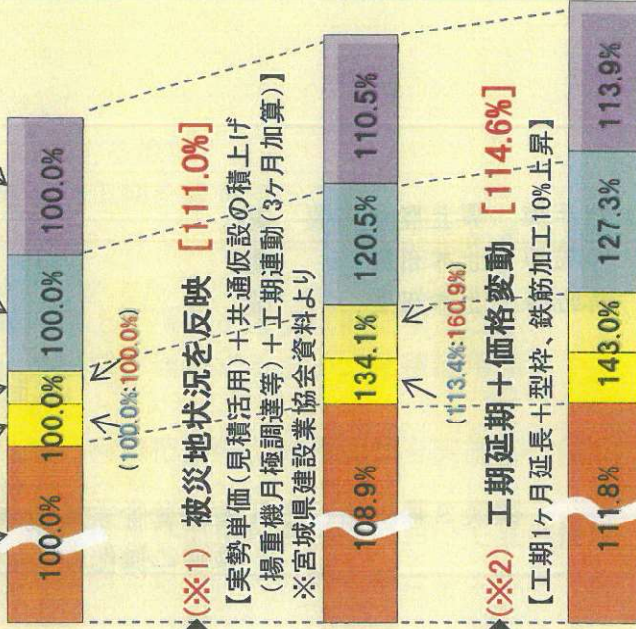 100.0% 100.0% 100.0% 100.0%
(100.0%:100.0%)
(※1) 被災地状況を反映 [111.0%]
【実勢単価(見積活用)+共通仮設の積上げ
(揚重機月極調達等)+工期連動(3ヶ月加算)】
※宮城県建設業協会資料より
108.9% 134.1% 120.5% 110.5%
(113.4%:160.9%)
(※2) 工期延期+価格変動 [114.6%]
【工期1ヶ月延長+型枠、鉄筋加工10%上昇】
111.8% 143.0% 127.3% 113.9%